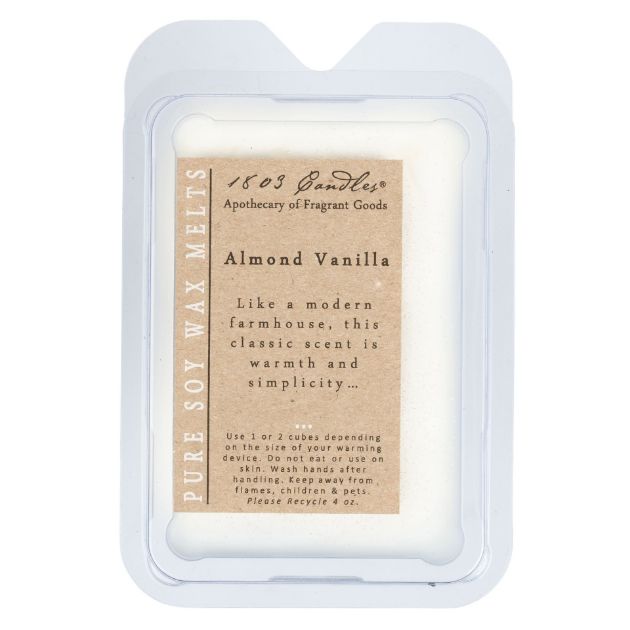 PURE SOY WAX MELTS
1803 Candles®
Apothecary of Fragrant Goods
Almond Vanilla
Like a modern
farmhouse, this
classic scent is
warmth and
simplicity...
Use 1 or 2 cubes depending
on the size of your warming
device. Do not eat or use on
skin. Wash hands after
handling. Keep away from
flames, children & pets.
Please Recycle 4 oz.